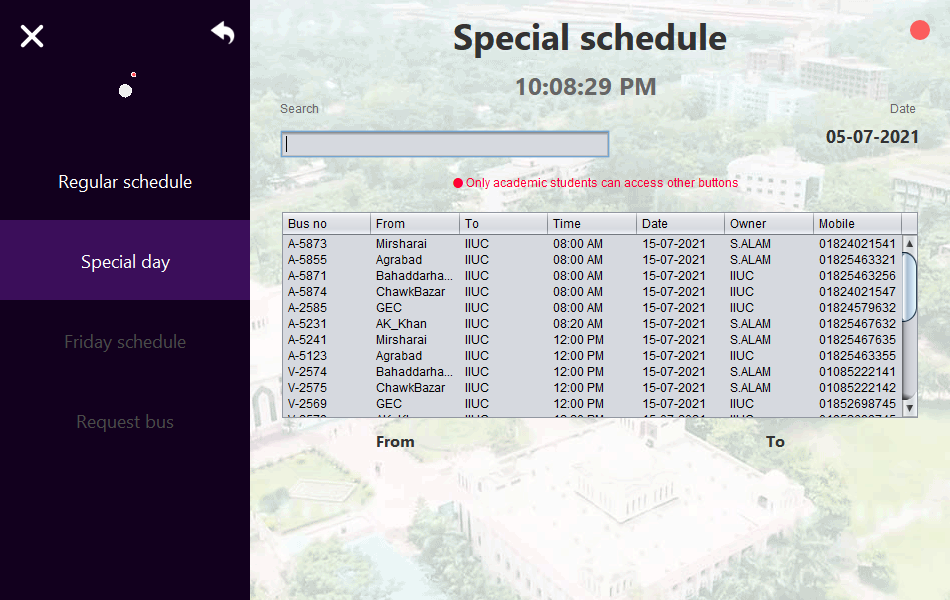 Special schedule
10:08:29 PM
Search
Date
05-07-2021
Only academic students can access other buttons
Regular schedule
Special day
Friday schedule
Request bus
Bus no From To Time Date Owner Mobile
A-5873 Mirsharai IIUC 08:00 AM 15-07-2021 S.ALAM 01824021541
A-5855 Agrabad IIUC 08:00 AM 15-07-2021 S.ALAM 01825463321
A-5871 Bahaddarha... IIUC 08:00 AM 15-07-2021 IIUC 01825463256
A-5874 ChawkBazar IIUC 08:00 AM 15-07-2021 IIUC 01824021547
A-2585 GEC IIUC 08:00 AM 15-07-2021 IIUC 01824579632
A-5231 AK_Khan IIUC 08:20 AM 15-07-2021 S.ALAM 01825467632
A-5241 Mirsharai IIUC 12:00 PM 15-07-2021 S.ALAM 01825467635
A-5123 Agrabad IIUC 12:00 PM 15-07-2021 IIUC 01825463355
V-2574 Bahaddarha... IIUC 12:00 PM 15-07-2021 S.ALAM 01085222141
V-2575 ChawkBazar IIUC 12:00 PM 15-07-2021 S.ALAM 01085222142
V-2569 GEC IIUC 12:00 PM 15-07-2021 IIUC 01852698745
From To